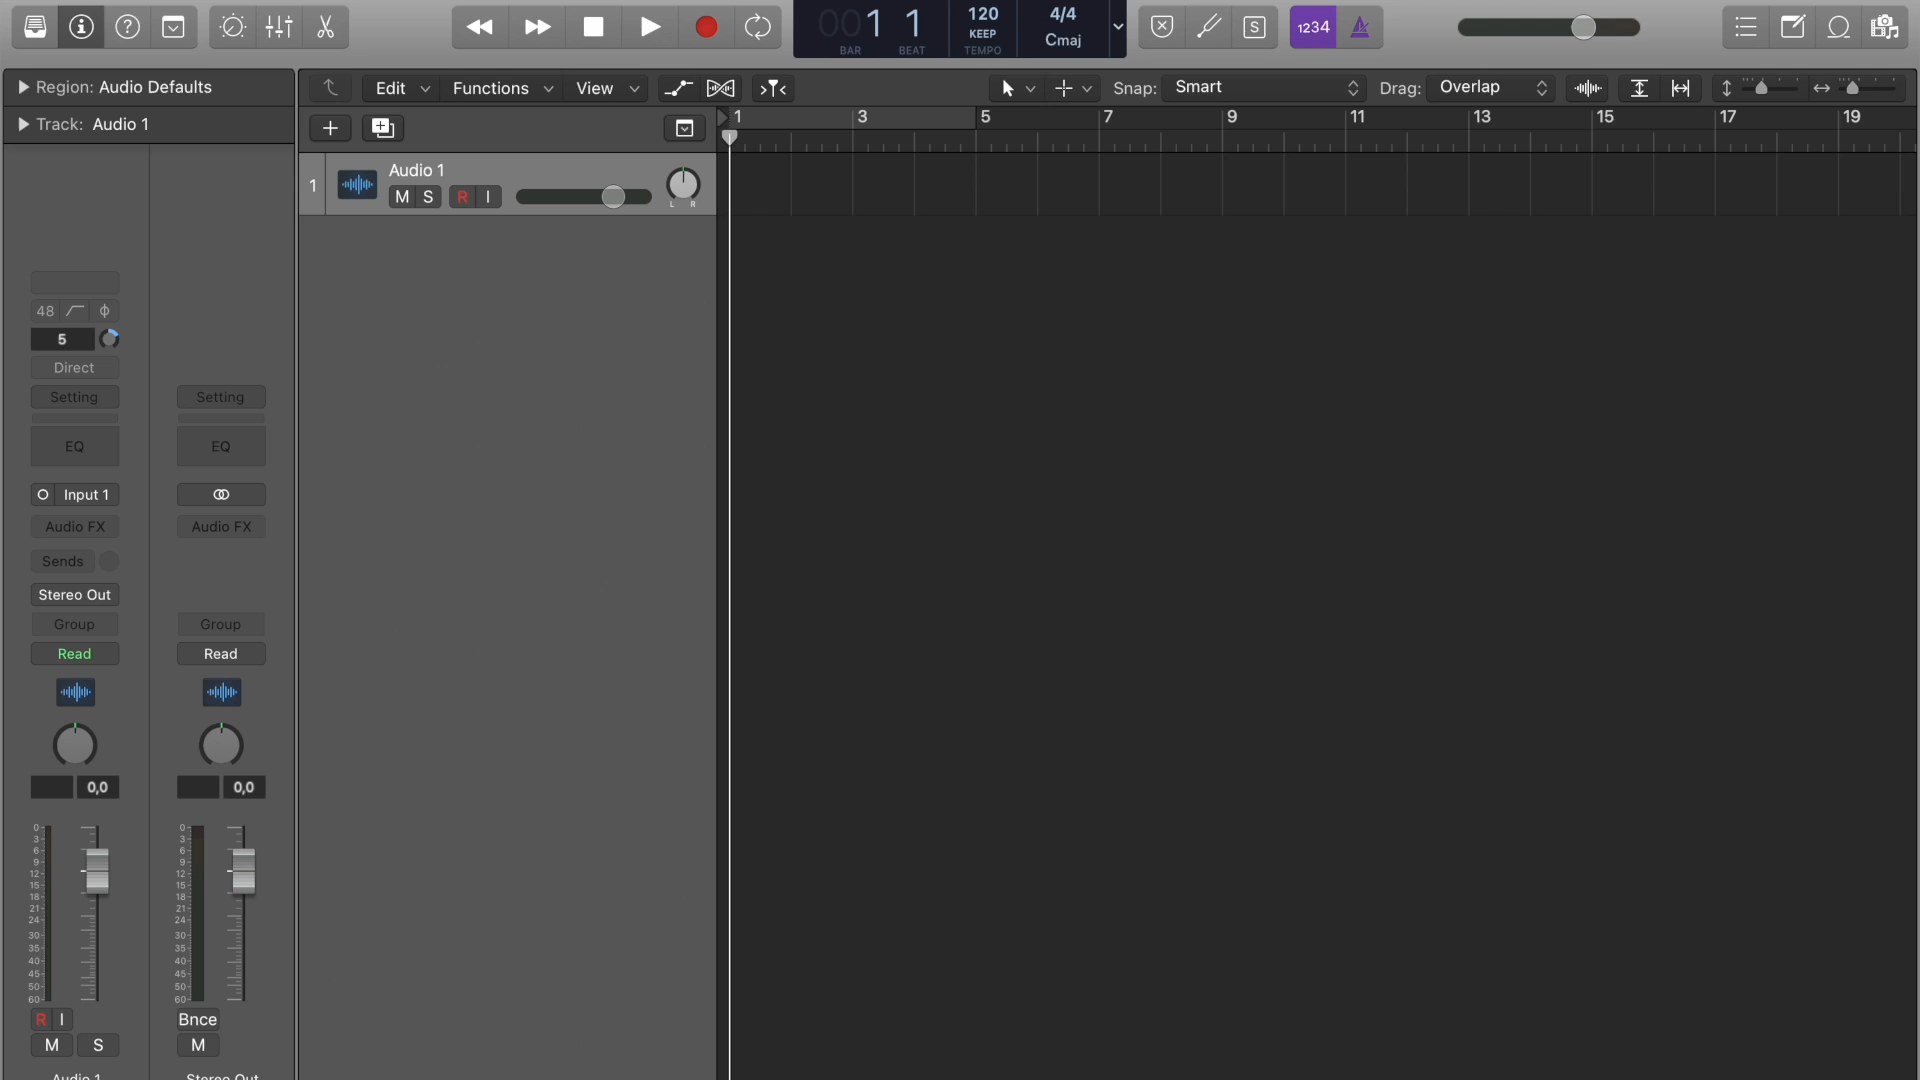 001 1
BAR BEAT
120
KEEP
TEMPO
4/4
Cmaj
S
1234
Region: Audio Defaults
Track: Audio 1
Edit Functions View
Snap: Smart
Drag: Overlap
1 3 5 7 9 11 13 15 17 19
1
Audio 1
M S R I
L R
48
5
Direct
Setting
EQ
Input 1
Audio FX
Sends
Stereo Out
Group
Read
0,0
0
3
6
9
12
15
18
21
24
30
35
40
45
50
60
R I
M S
Audio 1
Setting
EQ
Audio FX
Group
Read
0,0
0
3
6
9
12
15
18
21
24
30
35
40
45
50
60
Bnce
M
Stereo Out